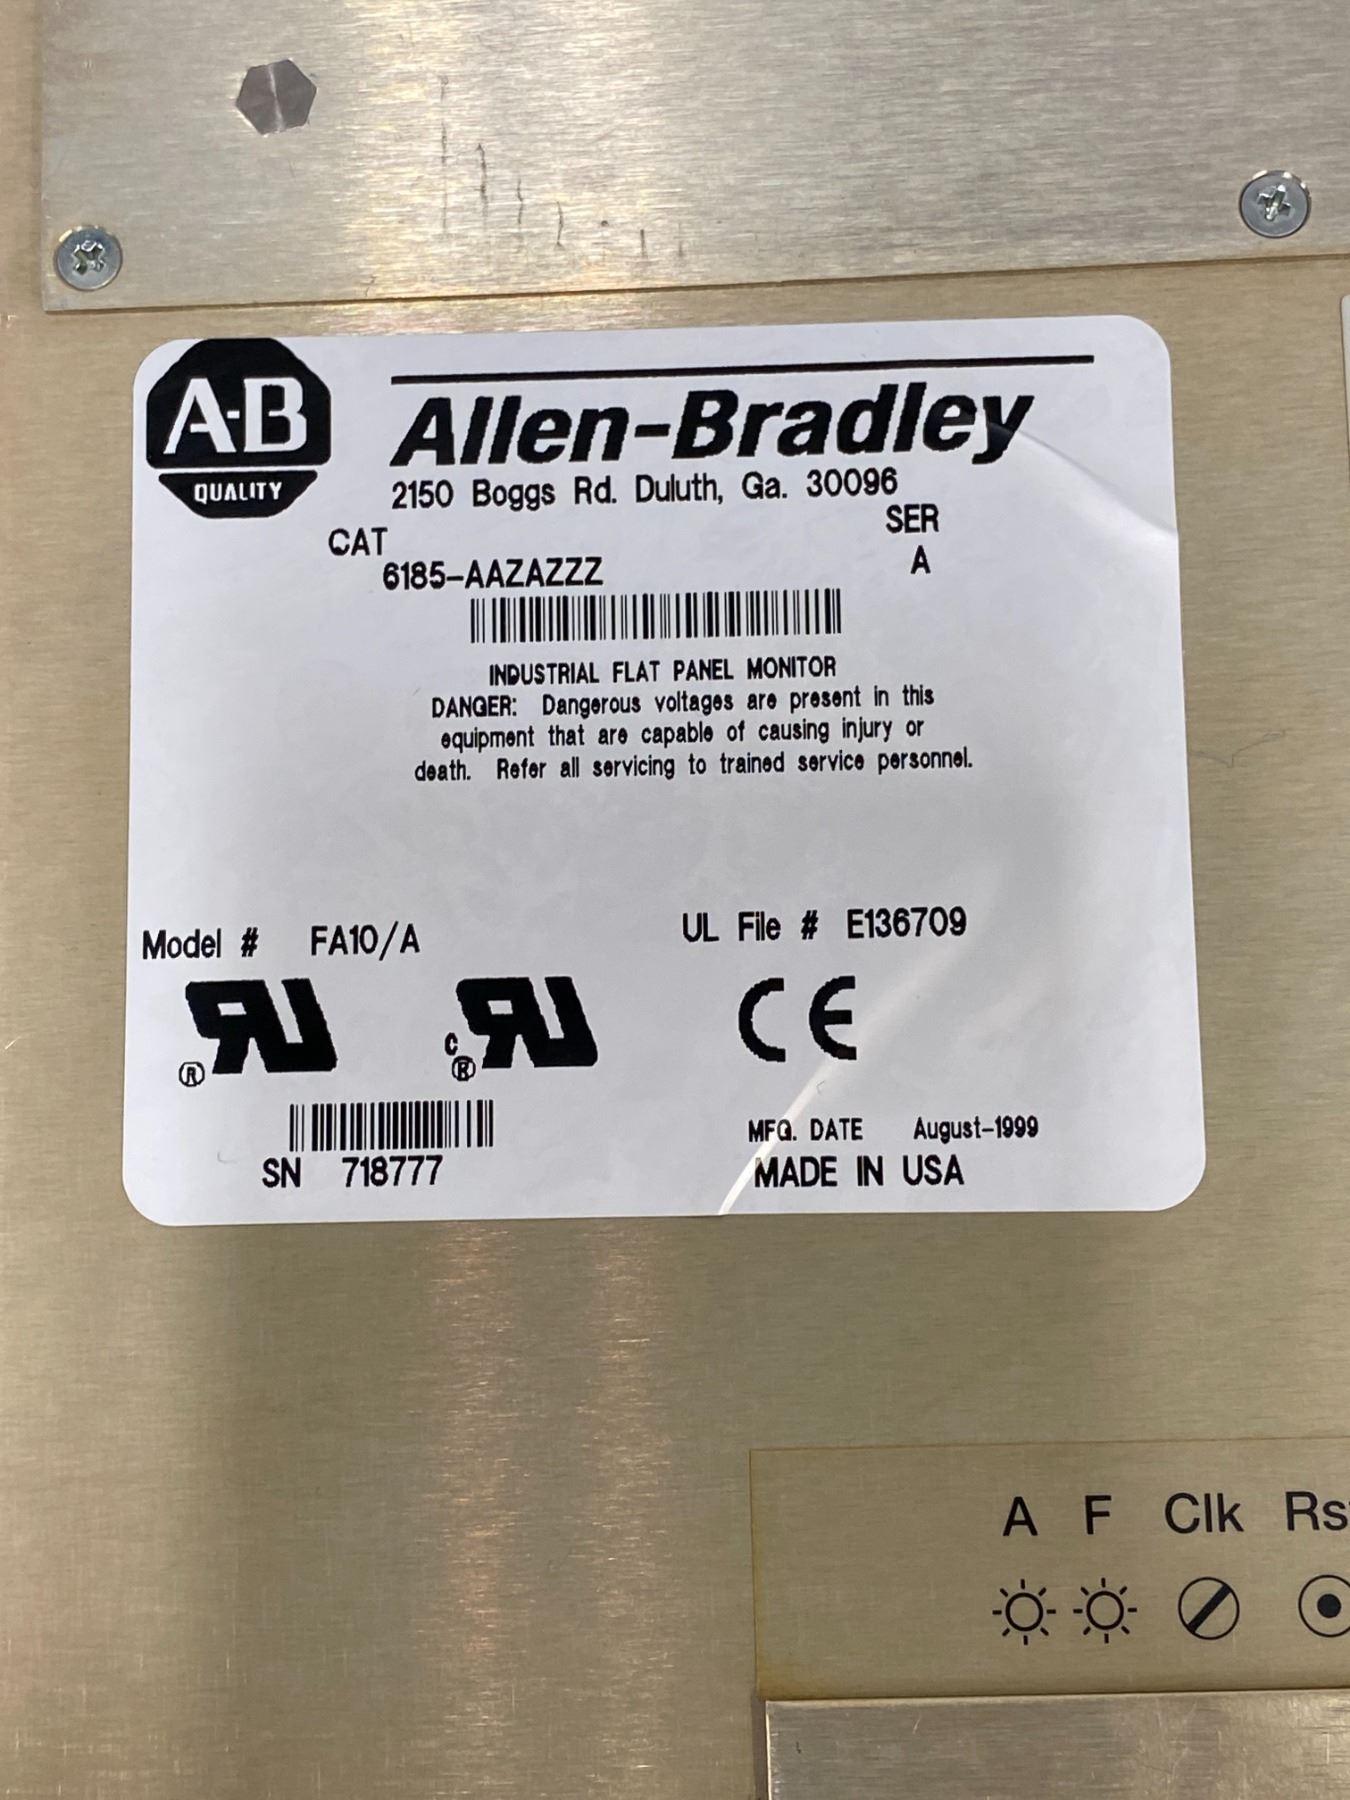 A-B
QUALITY
Allen-Bradley
2150 Boggs Rd. Duluth, Ga. 30096
CAT
SER
6185-AAZAZZZ
A
INDUSTRIAL FLAT PANEL MONITOR
DANGER: Dangerous voltages are present in this
equipment that are capable of causing injury or
death. Refer all servicing to trained service personnel.
Model # FA10/A
UL File # E136709
RU ®
c RU ®
CE
SN 718777
MFG. DATE August-1999
MADE IN USA
A F Clk